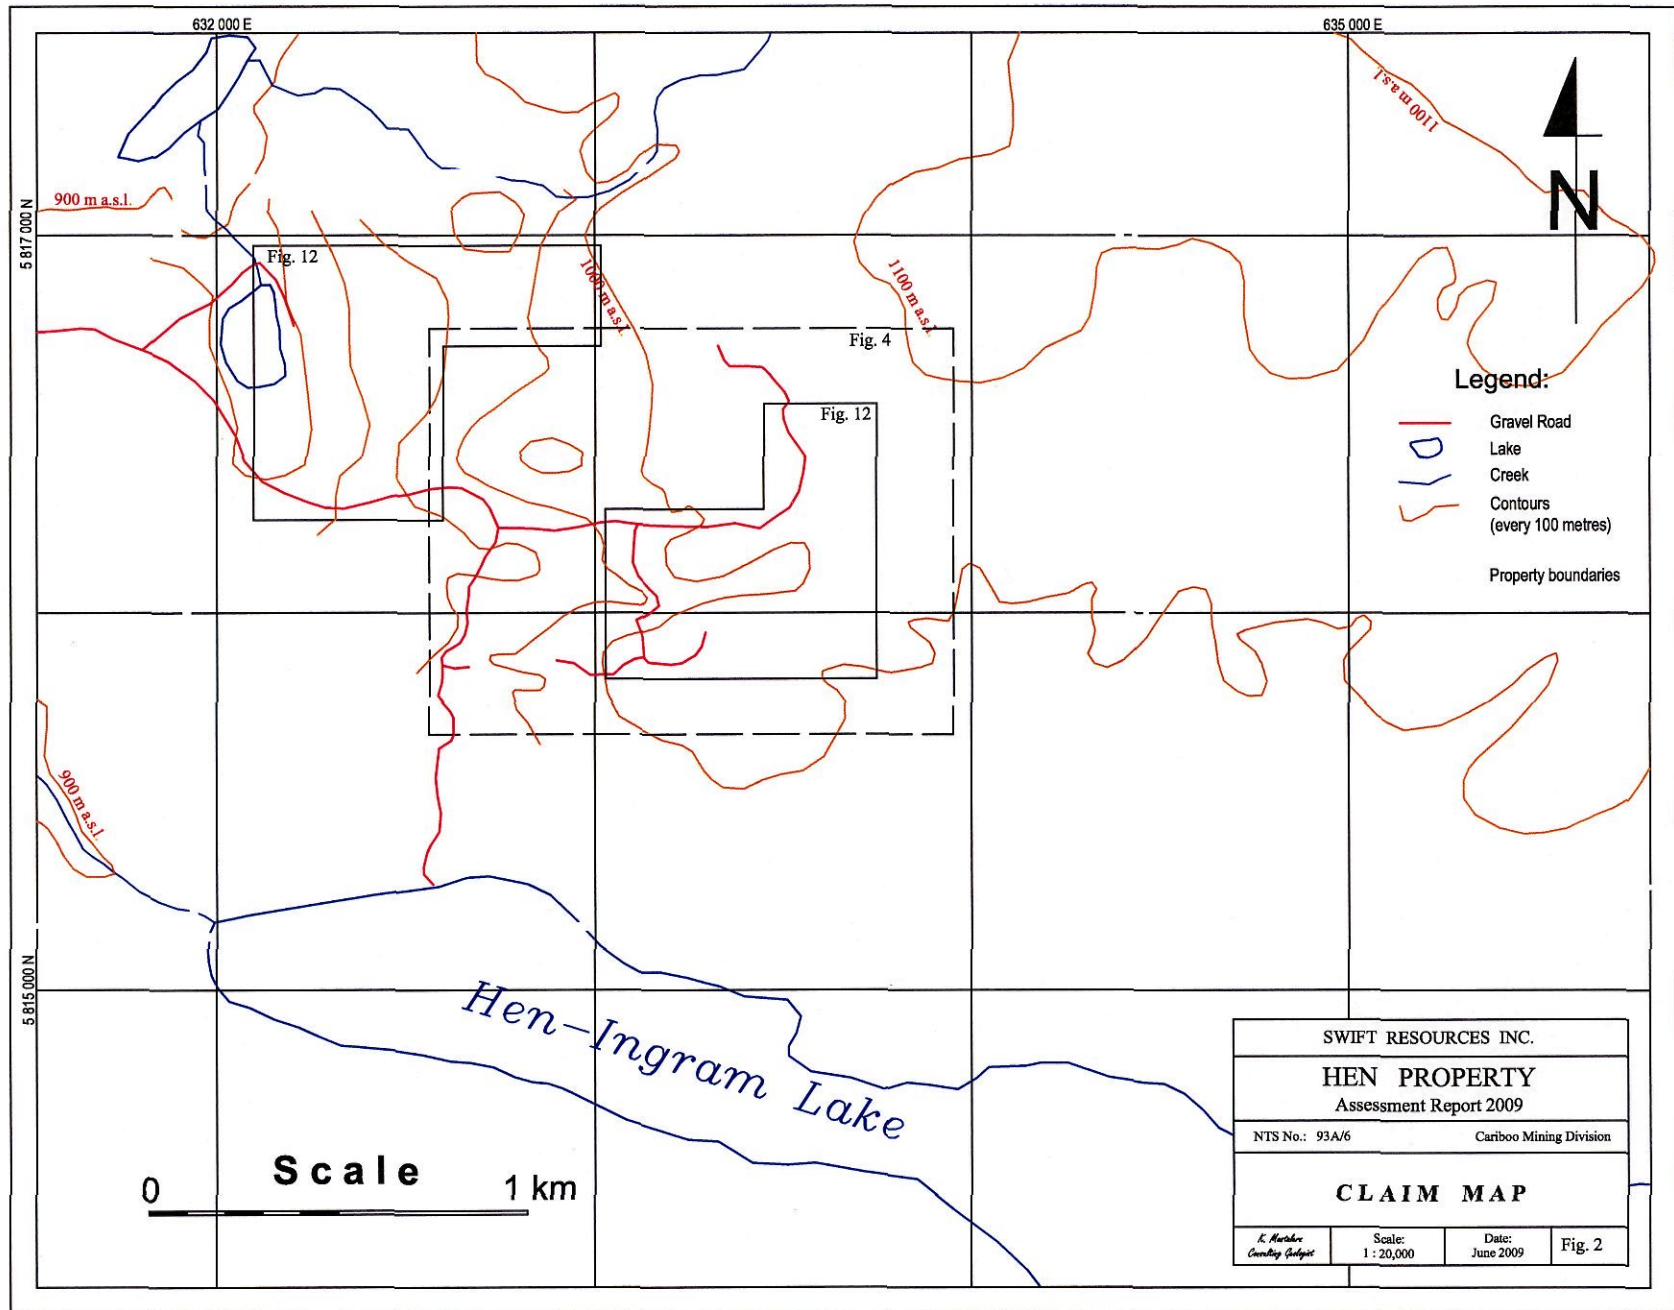 632 000 E
635 000 E
1100 m a.s.l.
N
900 m a.s.l.
5 817 000 N
Fig. 12
1000 m a.s.l.
1100 m a.s.l.
Fig. 4
Fig. 12
Legend:
Gravel Road
Lake
Creek
Contours
(every 100 metres)
Property boundaries
900 m a.s.l.
5 815 000 N
Hen-Ingram Lake
Scale
0 1 km
SWIFT RESOURCES INC.
HEN PROPERTY
Assessment Report 2009
NTS No.: 93A/6 Cariboo Mining Division
CLAIM MAP
K.
Consulting Geologist
Scale:
1 : 20,000
Date:
June 2009
Fig. 2